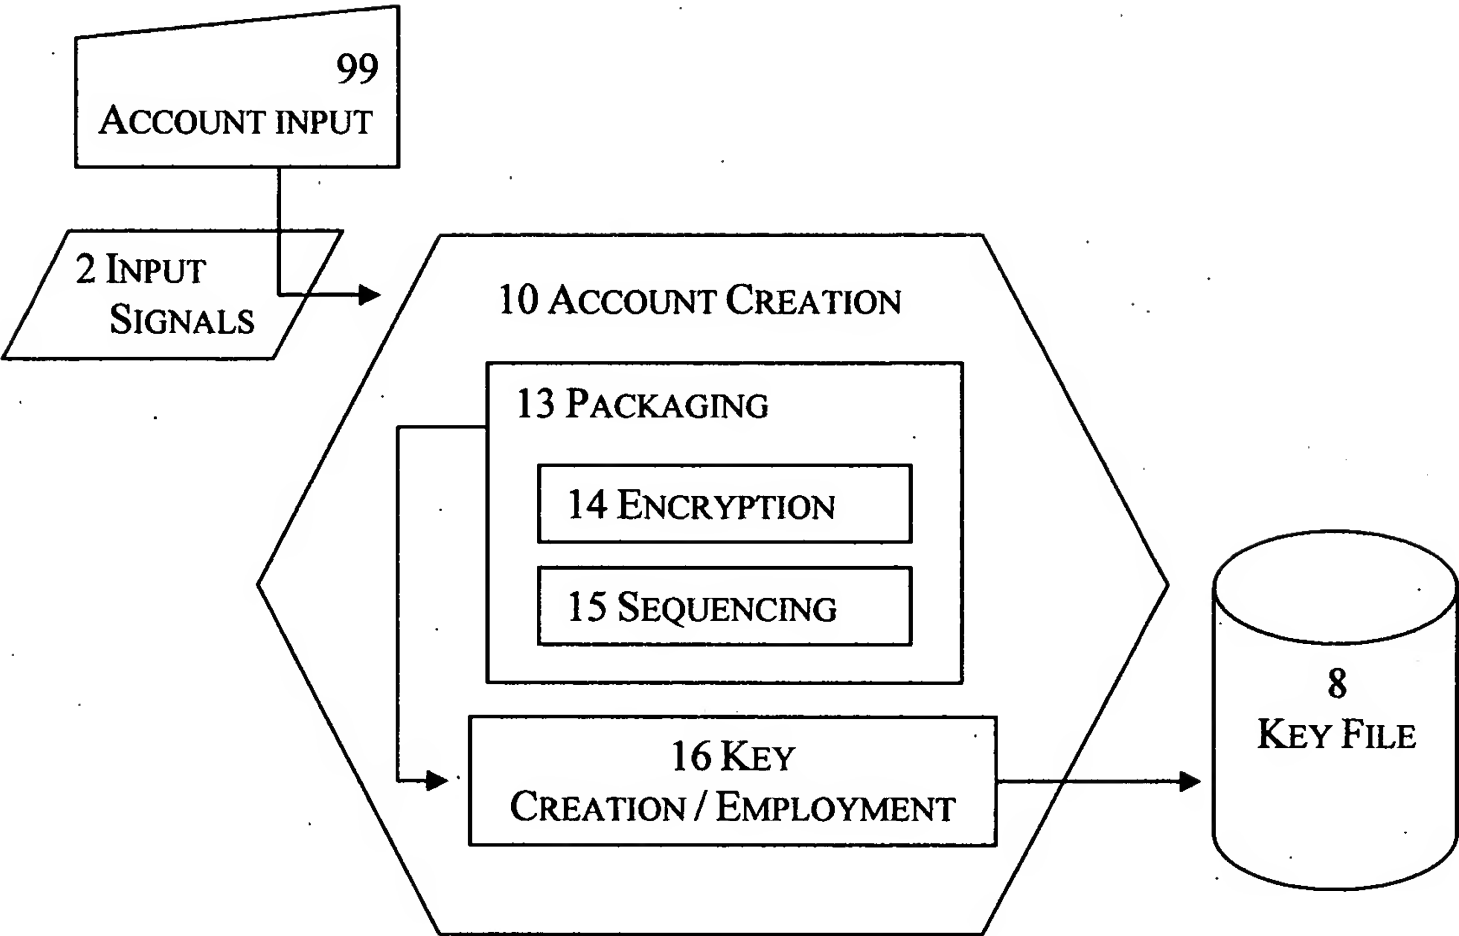 99
ACCOUNT INPUT
2 INPUT
SIGNALS
10 ACCOUNT CREATION
13 PACKAGING
14 ENCRYPTION
15 SEQUENCING
16 KEY
CREATION / EMPLOYMENT
8
KEY FILE